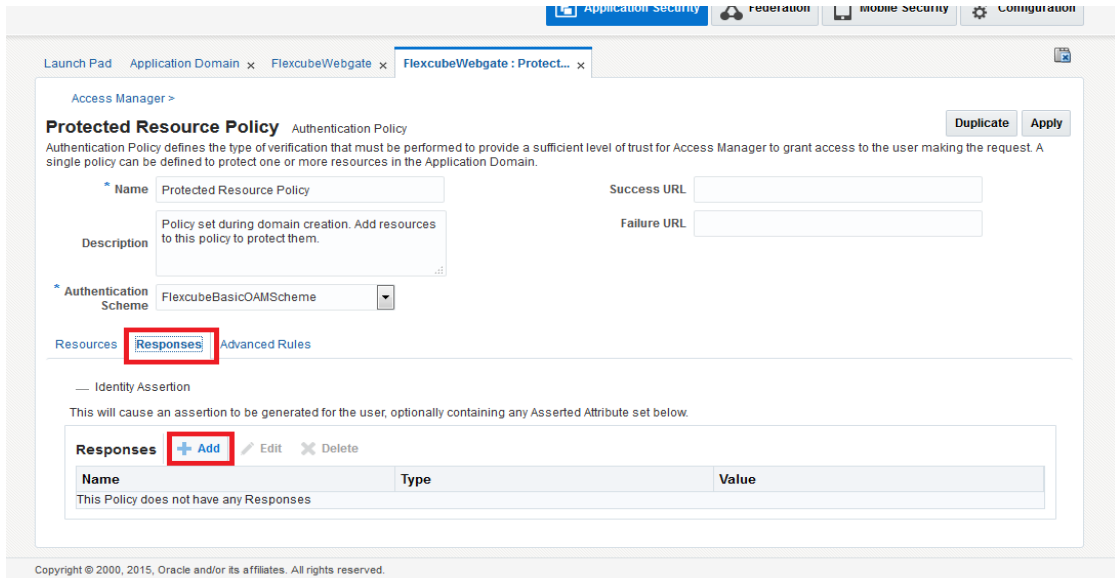 Application Security Federation Mobile Security Configuration
Launch Pad Application Domain x FlexcubeWebgate x FlexcubeWebgate : Protect... x
Access Manager >
Protected Resource Policy Authentication Policy
Duplicate Apply
Authentication Policy defines the type of verification that must be performed to provide a sufficient level of trust for Access Manager to grant access to the user making the request. A
single policy can be defined to protect one or more resources in the Application Domain.
* Name Protected Resource Policy
Success URL
Description Policy set during domain creation. Add resources
to this policy to protect them.
Failure URL
* Authentication
Scheme FlexcubeBasicOAMScheme
Resources Responses Advanced Rules
Identity Assertion
This will cause an assertion to be generated for the user, optionally containing any Asserted Attribute set below.
Responses Add Edit Delete
Name Type Value
This Policy does not have any Responses
Copyright © 2000, 2015, Oracle and/or its affiliates. All rights reserved.